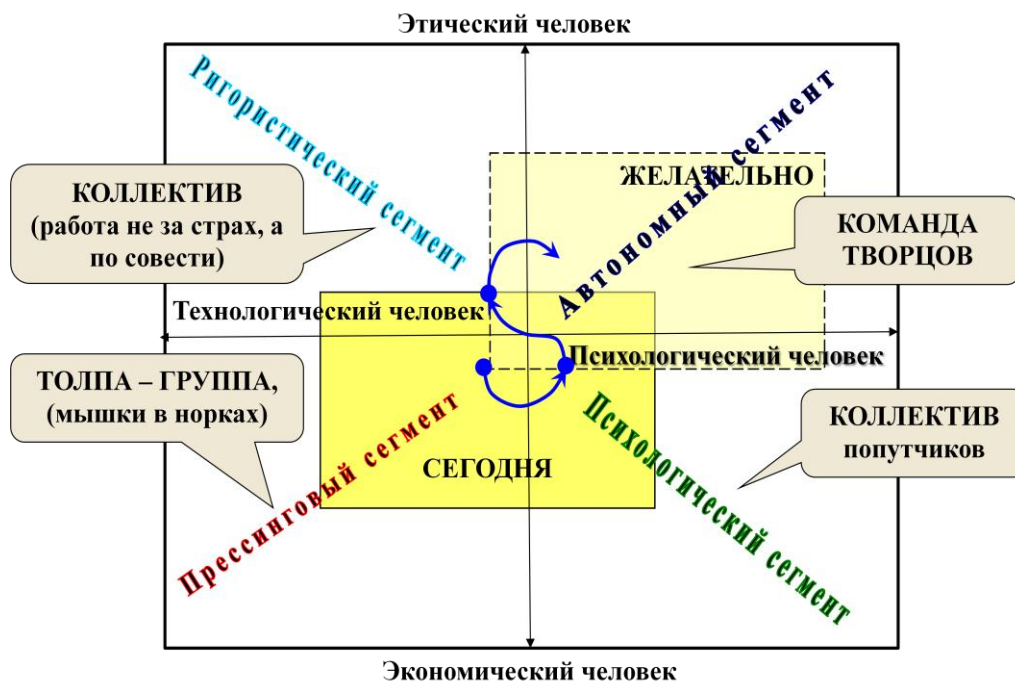 Этический человек
Ригористический сегмент
Автономный сегмент
ЖЕЛАТЕЛЬНО
КОЛЛЕКТИВ
(работа не за страх, а
по совести)
КОМАНДА
ТВОРЦОВ
Технологический человек
Психологический человек
ТОЛПА – ГРУППА,
(мышки в норках)
КОЛЛЕКТИВ
попутчиков
СЕГОДНЯ
Прессинговый сегмент
Психологический сегмент
Экономический человек